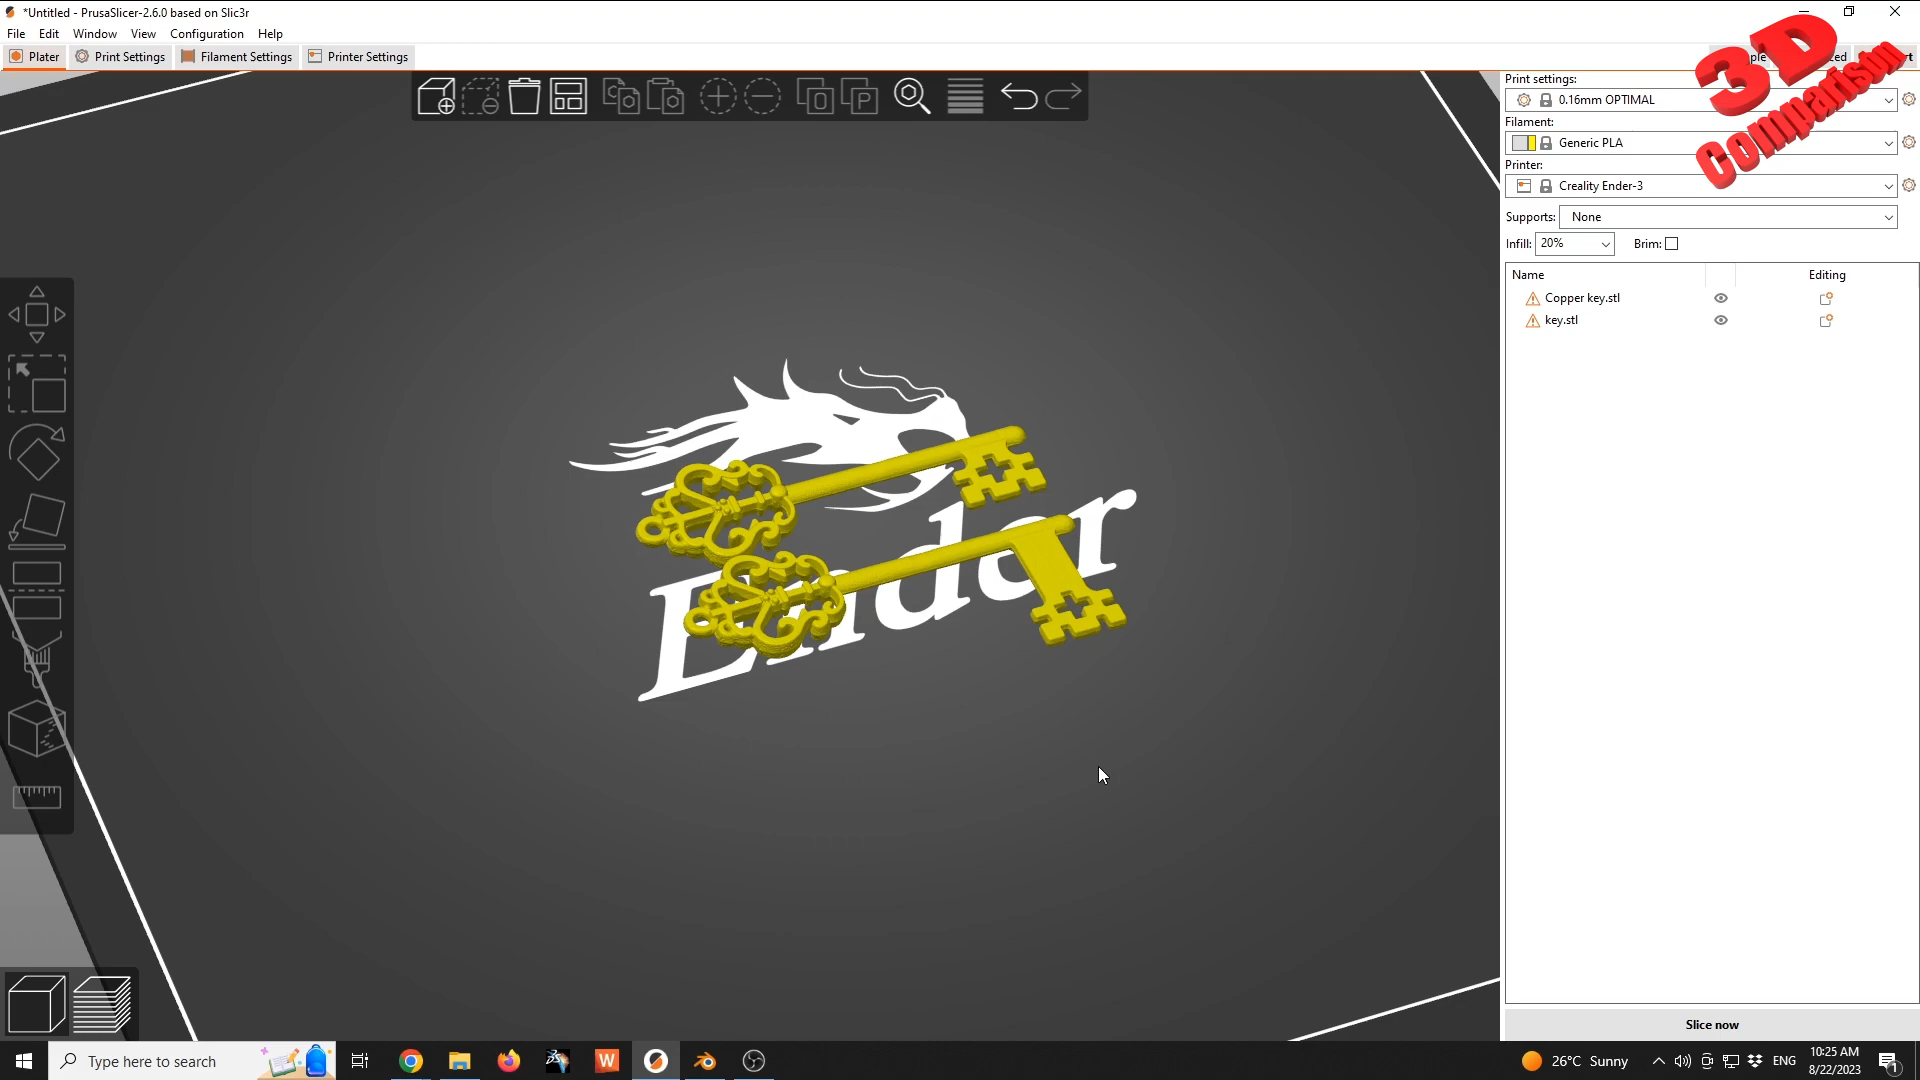 *Untitled - PrusaSlicer-2.6.0 based on Slic3r
File Edit Window View Configuration Help
Plater Print Settings Filament Settings Printer Settings
3D
Comparison
Print settings:
0.16mm OPTIMAL
Filament:
Generic PLA
Printer:
Creality Ender-3
Supports: None
Infill: 20% Brim:
Name Editing
Copper key.stl
key.stl
Ender
Slice now
Type here to search
W
26°C Sunny
ENG
10:25 AM
8/22/2023
1